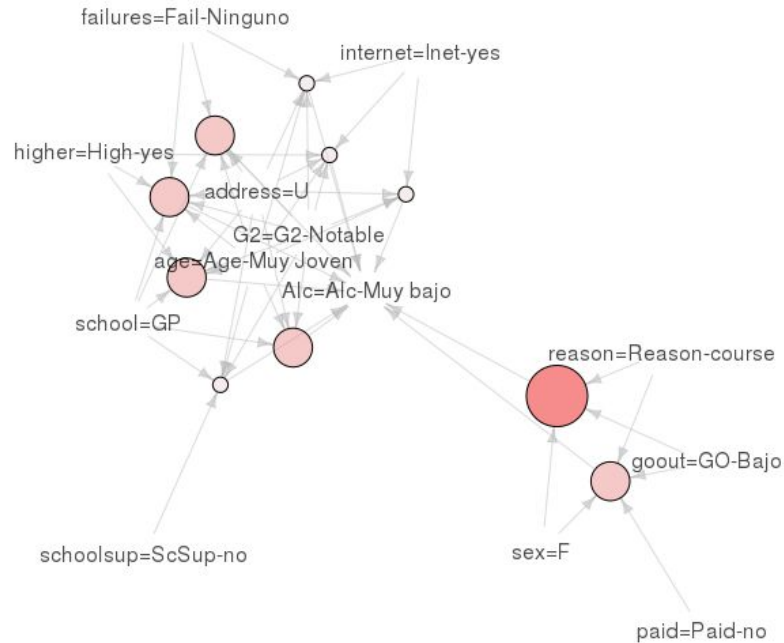 failures=Fail-Ninguno
internet=Inet-yes
higher=High-yes
address=U
G2=G2-Notable
age=Age-Muy Joven
Alc=Alc-Muy bajo
school=GP
reason=Reason-course
goout=GO-Bajo
schoolsup=ScSup-no
sex=F
paid=Paid-no